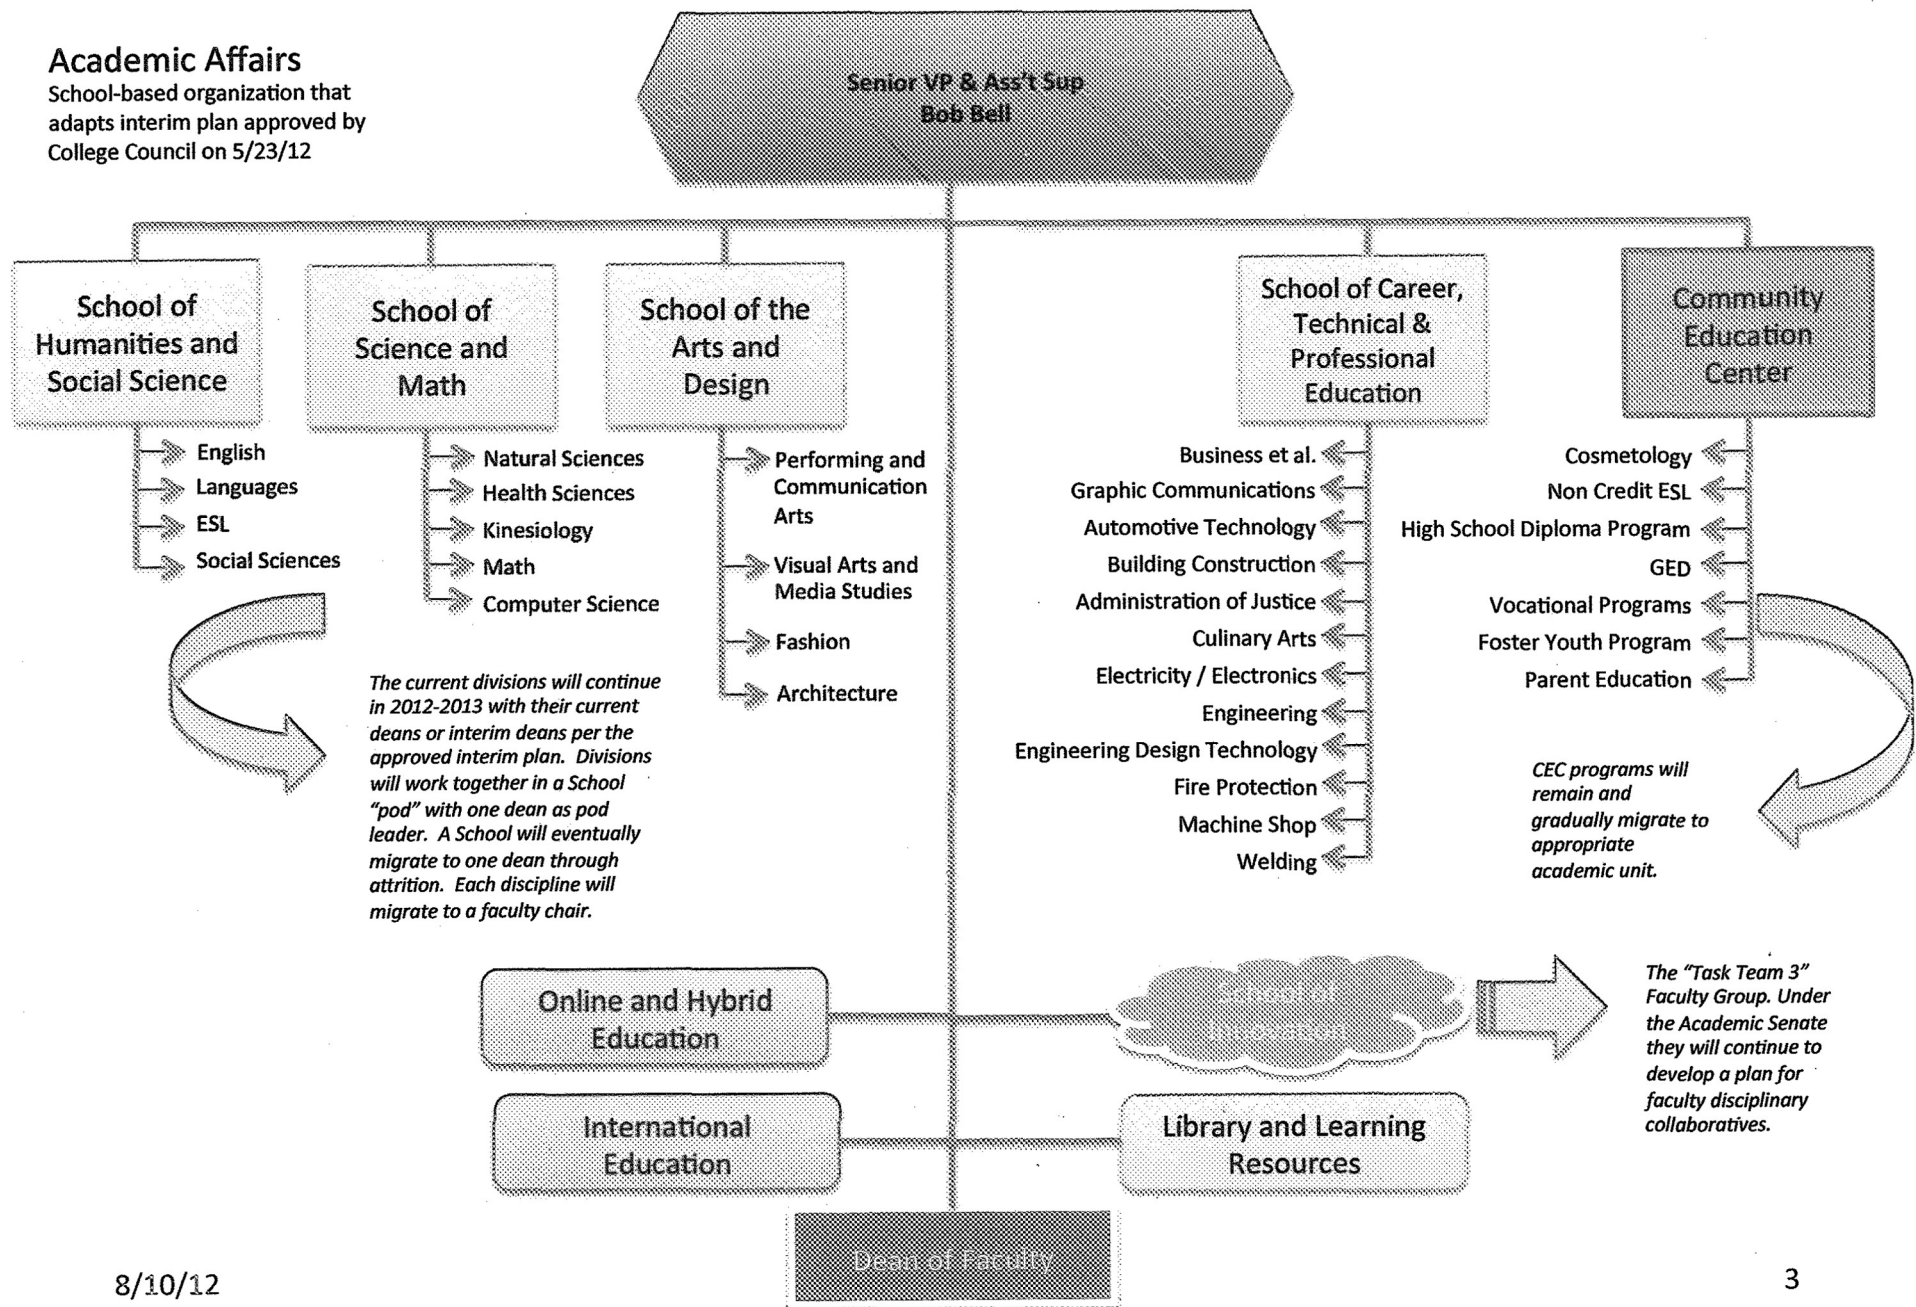 Academic Affairs
School-based organization that
adapts interim plan approved by
College Council on 5/23/12
Senior VP & Ass't Sup
Bob Bell
School of
Humanities and
Social Science
English
Languages
ESL
Social Sciences
School of
Science and
Math
Natural Sciences
Health Sciences
Kinesiology
Math
Computer Science
School of the
Arts and
Design
Performing and
Communication
Arts
Visual Arts and
Media Studies
Fashion
Architecture
School of Career,
Technical &
Professional
Education
Business et al.
Graphic Communications
Automotive Technology
Building Construction
Administration of Justice
Culinary Arts
Electricity / Electronics
Engineering
Engineering Design Technology
Fire Protection
Machine Shop
Welding
Community
Education
Center
Cosmetology
Non Credit ESL
High School Diploma Program
GED
Vocational Programs
Foster Youth Program
Parent Education
The current divisions will continue
in 2012-2013 with their current
deans or interim deans per the
approved interim plan. Divisions
will work together in a School
“pod” with one dean as pod
leader. A School will eventually
migrate to one dean through
attrition. Each discipline will
migrate to a faculty chair.
CEC programs will
remain and
gradually migrate to
appropriate
academic unit.
Online and Hybrid
Education
School of
Innovation
The “Task Team 3”
Faculty Group. Under
the Academic Senate
they will continue to
develop a plan for
faculty disciplinary
collaboratives.
International
Education
Library and Learning
Resources
Dean of Faculty
8/10/12
3